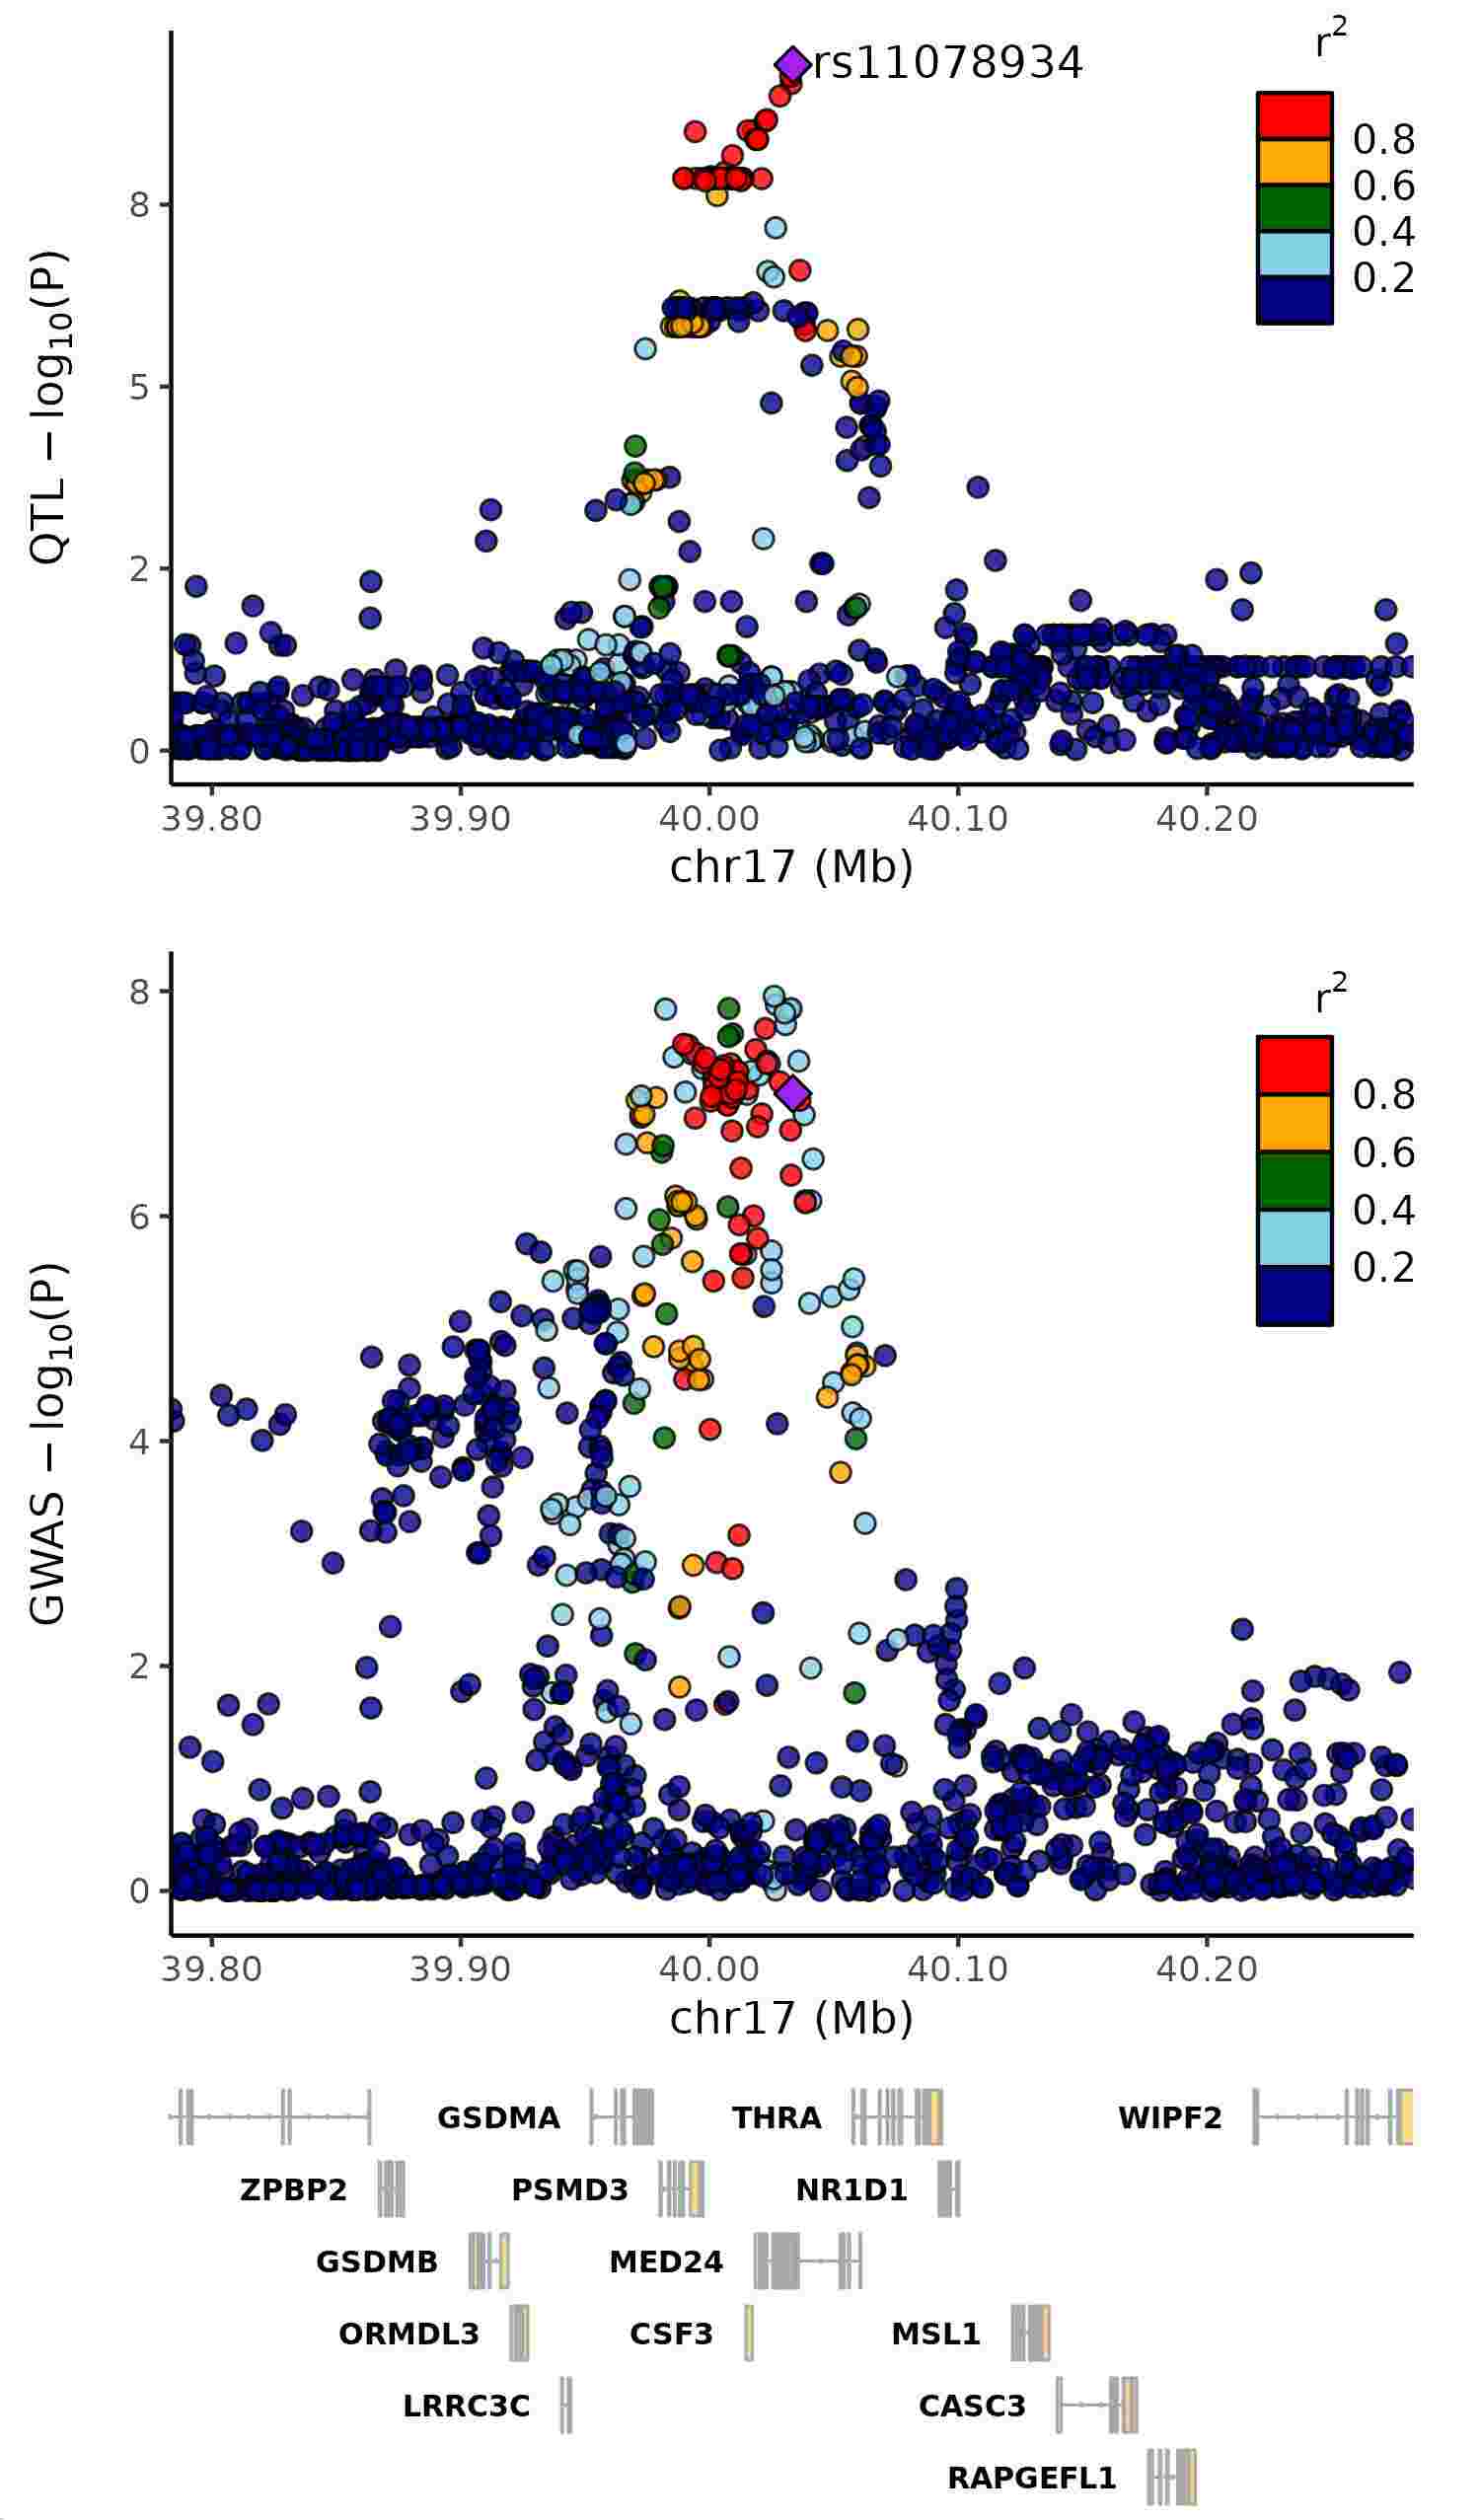 rs11078934
r2
0.8
0.6
0.4
0.2
8
5
2
0
QTL −log10(P)
39.80 39.90 40.00 40.10 40.20
chr17 (Mb)
r2
0.8
0.6
0.4
0.2
8
6
4
2
0
GWAS −log10(P)
39.80 39.90 40.00 40.10 40.20
chr17 (Mb)
GSDMA THRA WIPF2
ZPBP2 PSMD3 NR1D1
GSDMB MED24
ORMDL3 CSF3 MSL1
LRRC3C CASC3
RAPGEFL1